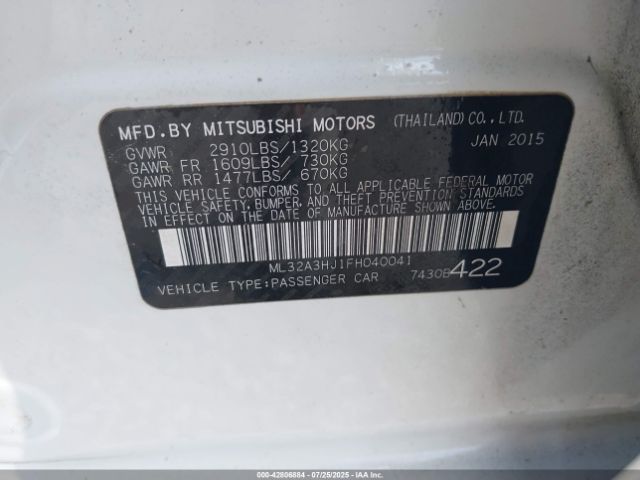 MFD.BY MITSUBISHI MOTORS (THAILAND) CO., LTD.
GVWR 2910LBS/1320KG JAN 2015
GAWR FR 1609LBS/ 730KG
GAWR RR 1477LBS/ 670KG
THIS VEHICLE CONFORMS TO ALL APPLICABLE FEDERAL MOTOR
VEHICLE SAFETY, BUMPER, AND THEFT PREVENTION STANDARDS
IN EFFECT ON THE DATE OF MANUFACTURE SHOWN ABOVE.
ML32A3HJ1FH040041
VEHICLE TYPE:PASSENGER CAR 7430B422
000-42806884 | 07/25/2025 | IAAI.COM